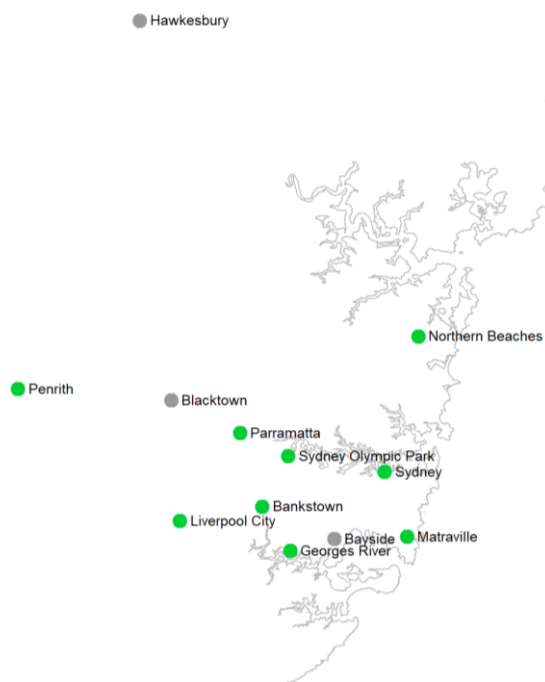 Hawkesbury
Northern Beaches
Penrith
Blacktown
Parramatta
Sydney Olympic Park
Sydney
Bankstown
Liverpool City
Matraville
Bayside
Georges River